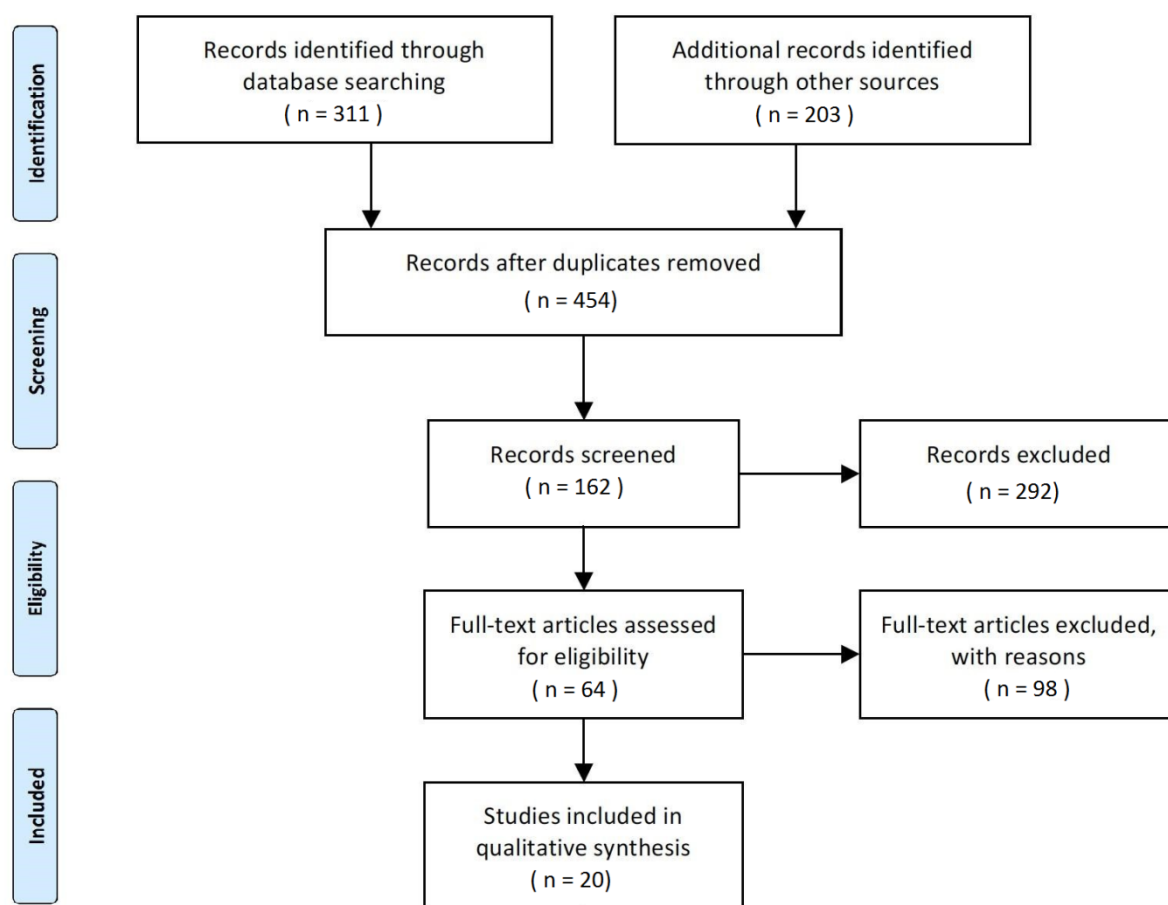 Identification
Records identified through
database searching
( n = 311 )
Additional records identified
through other sources
( n = 203 )
Screening
Records after duplicates removed
( n = 454)
Records screened
( n = 162 )
Records excluded
( n = 292)
Eligibility
Full-text articles assessed
for eligibility
( n = 64 )
Full-text articles excluded,
with reasons
( n = 98 )
Included
Studies included in
qualitative synthesis
( n = 20)